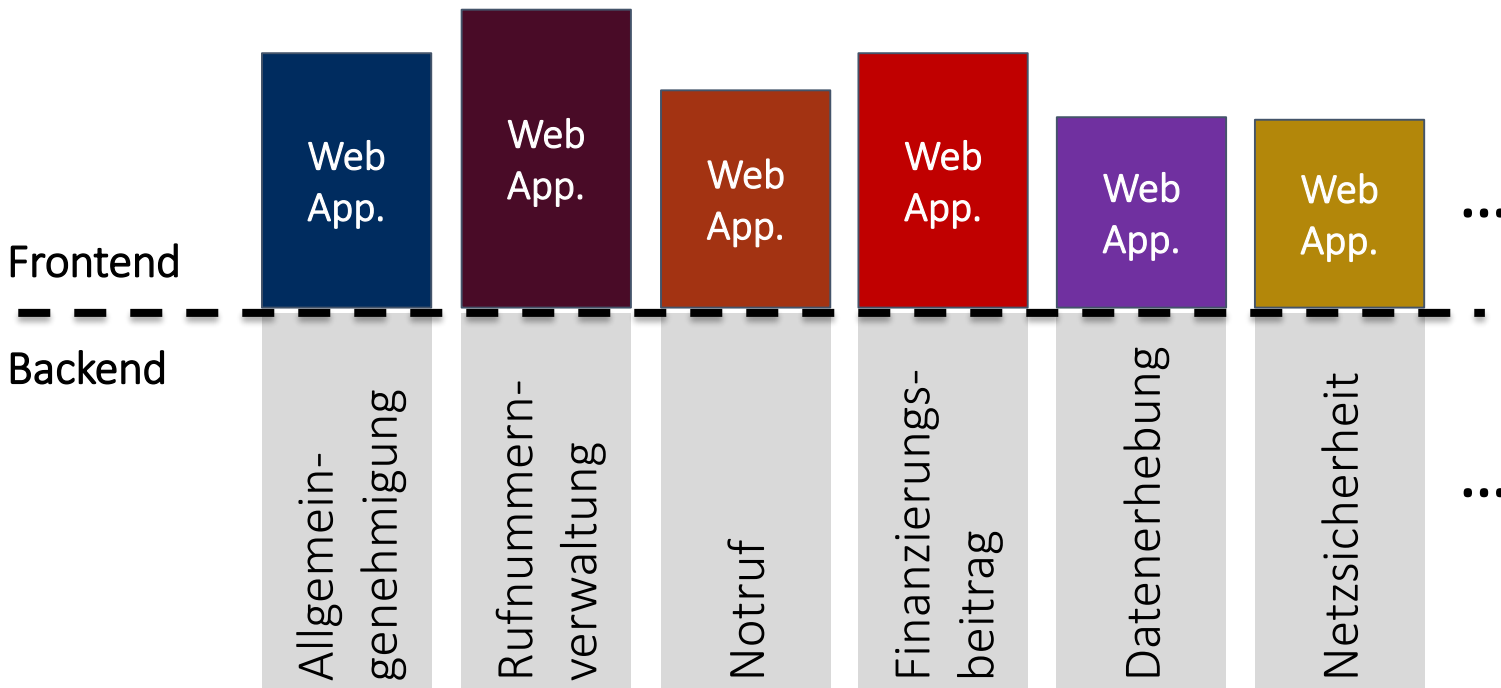 Web
App.
Web
App.
Web
App.
Web
App.
Web
App.
Web
App.
...
Frontend
Backend
Allgemein-
genehmigung
Rufnummern-
verwaltung
Notruf
Finanzierungs-
beitrag
Datenerhebung
Netzsicherheit
...